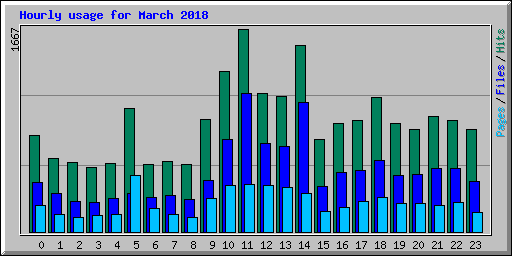 Hourly usage for March 2018
1667
Pages/Files/Hits
0 1 2 3 4 5 6 7 8 9 10 11 12 13 14 15 16 17 18 19 20 21 22 23